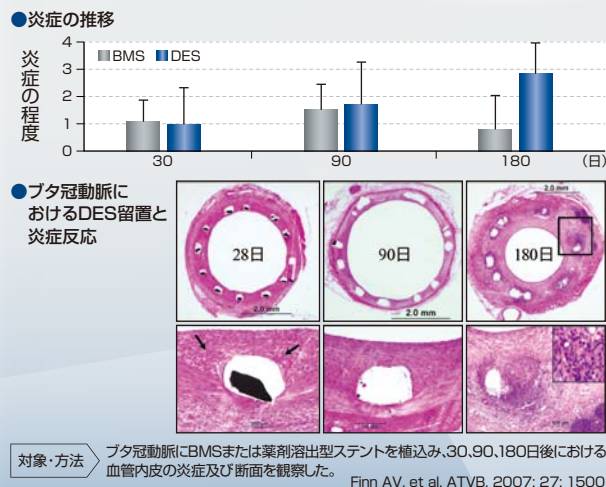 ●炎症の推移
炎症の程度
4
3
2
1
0
BMS DES
30 90 180 (日)
●ブタ冠動脈に
おけるDES留置と
炎症反応
28日
2.0 mm
90日
2.0 mm
180日
2.0 mm
対象・方法
ブタ冠動脈にBMSまたは薬剤溶出型ステントを植込み、30、90、180日後における
血管内皮の炎症及び断面を観察した。
Finn AV, et al. ATVB. 2007; 27: 1500